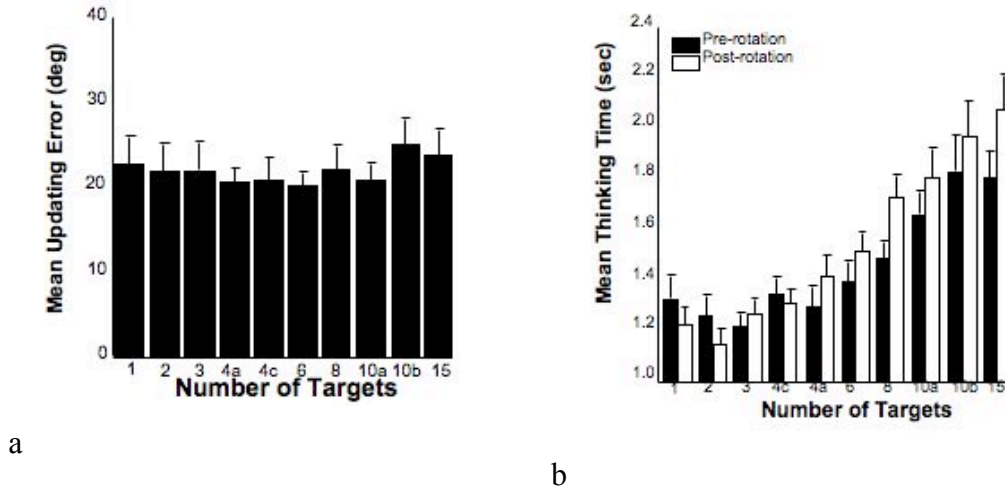 40
30
20
10
0
Mean Updating Error (deg)
1 2 3 4a 4c 6 8 10a 10b 15
Number of Targets
a
2.4
2.2
2.0
1.8
1.6
1.4
1.2
1.0
Mean Thinking Time (sec)
Pre-rotation
Post-rotation
1 2 3 4c 4a 6 8 10a 10b 15
Number of Targets
b